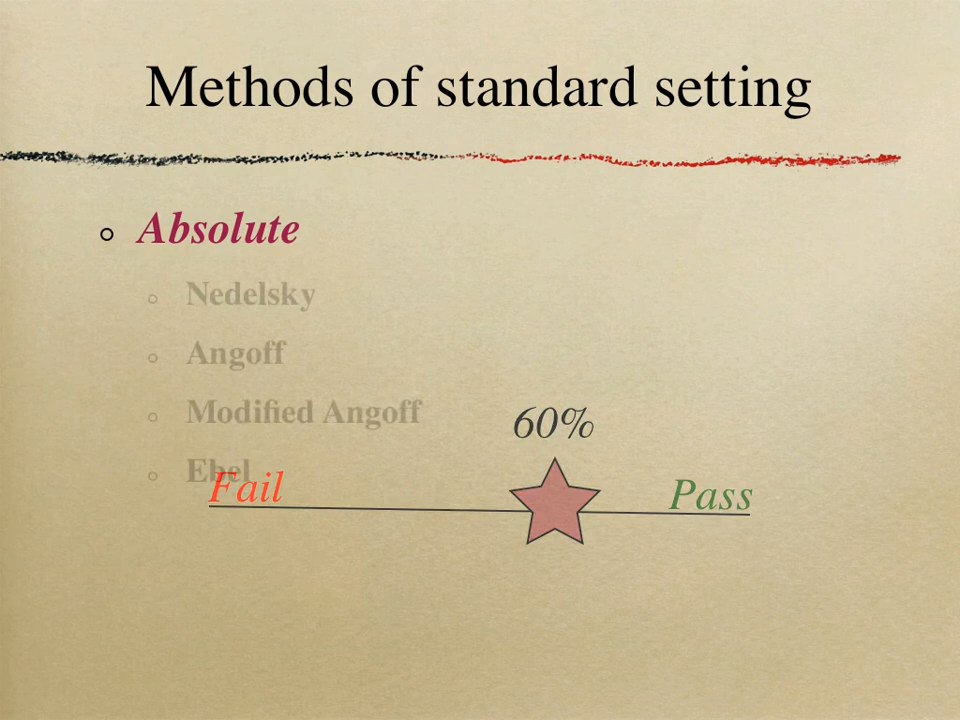 Methods of standard setting
Absolute
Nedelsky
Angoff
Modified Angoff
Ebel
60%
Fail
Pass